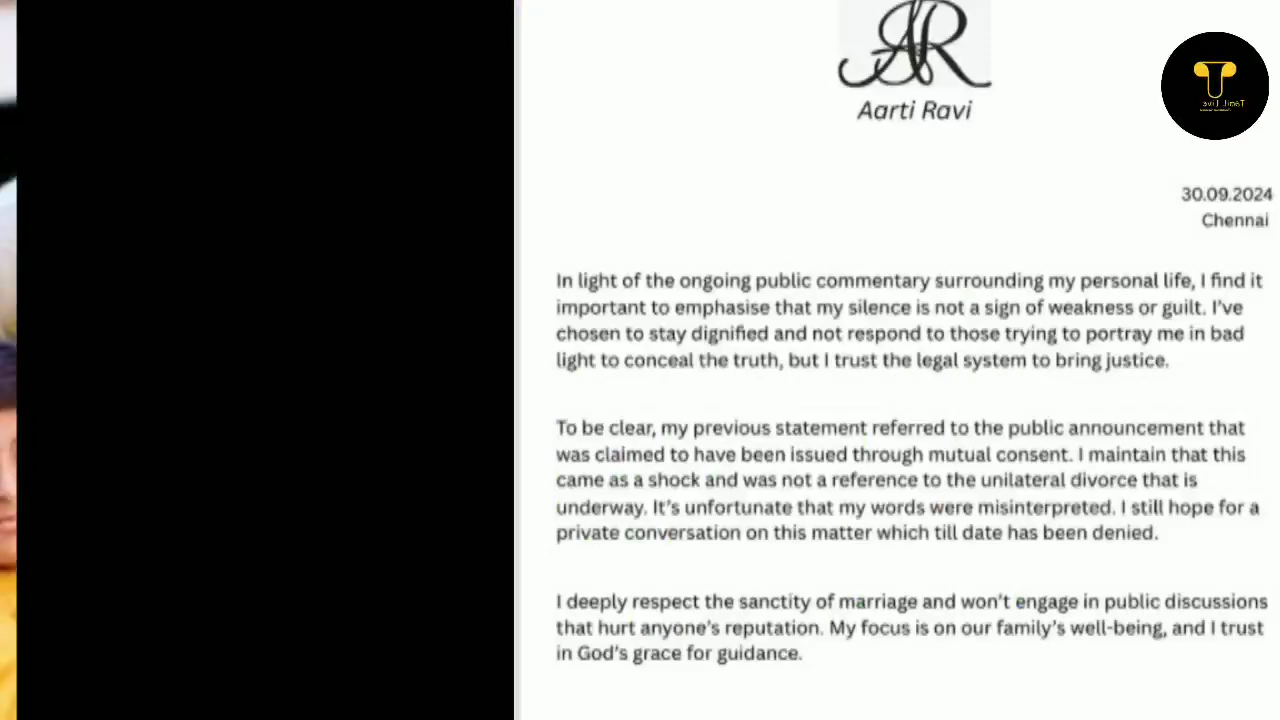 AR
Aarti Ravi
30.09.2024
Chennai
In light of the ongoing public commentary surrounding my personal life, I find it
important to emphasise that my silence is not a sign of weakness or guilt. I've
chosen to stay dignified and not respond to those trying to portray me in bad
light to conceal the truth, but I trust the legal system to bring justice.
To be clear, my previous statement referred to the public announcement that
was claimed to have been issued through mutual consent. I maintain that this
came as a shock and was not a reference to the unilateral divorce that is
underway. It's unfortunate that my words were misinterpreted. I still hope for a
private conversation on this matter which till date has been denied.
I deeply respect the sanctity of marriage and won't engage in public discussions
that hurt anyone's reputation. My focus is on our family's well-being, and I trust
in God's grace for guidance.